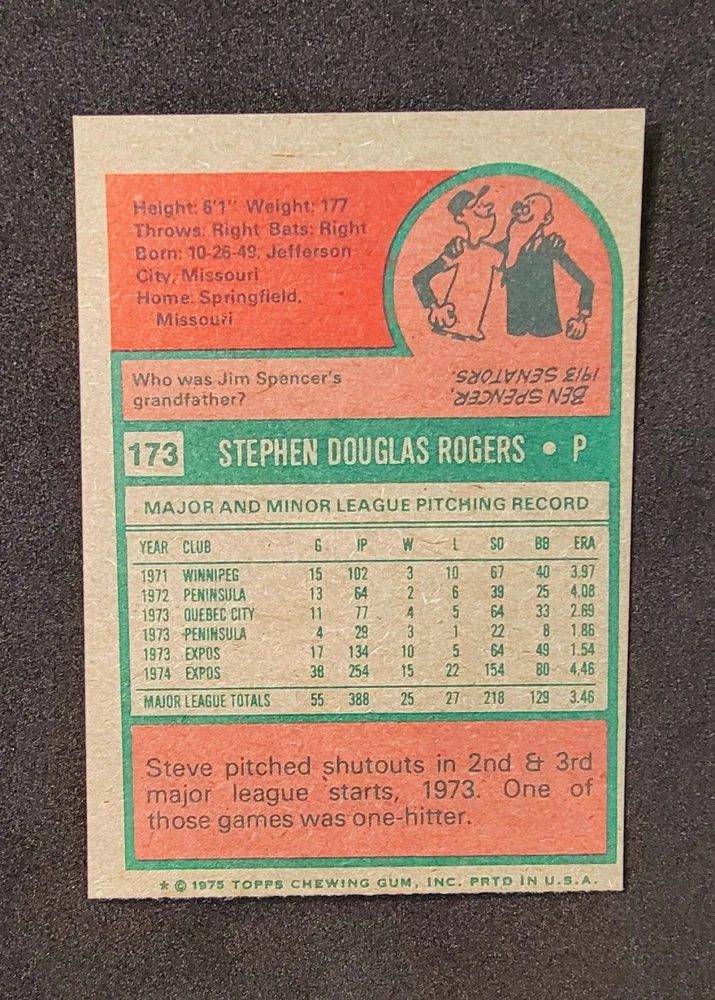 Height: 6'1" Weight: 177
Throws: Right Bats: Right
Born: 10-26-49, Jefferson
City, Missouri
Home: Springfield,
Missouri
Who was Jim Spencer's
grandfather?
BEN SPENCER,
1913 SENATORS.
173 STEPHEN DOUGLAS ROGERS • P
MAJOR AND MINOR LEAGUE PITCHING RECORD
YEAR CLUB G IP W L SO BB ERA
1971 WINNIPEG 15 102 3 10 67 40 3.97
1972 PENINSULA 13 64 2 6 39 25 4.08
1973 QUEBEC CITY 11 77 4 5 64 33 2.69
1973 PENINSULA 4 29 3 1 22 8 1.86
1973 EXPOS 17 134 10 5 64 49 1.54
1974 EXPOS 38 254 15 22 154 80 4.46
MAJOR LEAGUE TOTALS 55 388 25 27 218 129 3.46
Steve pitched shutouts in 2nd & 3rd
major league starts, 1973. One of
those games was one-hitter.
* © 1975 TOPPS CHEWING GUM, INC. PRTD IN U.S.A.